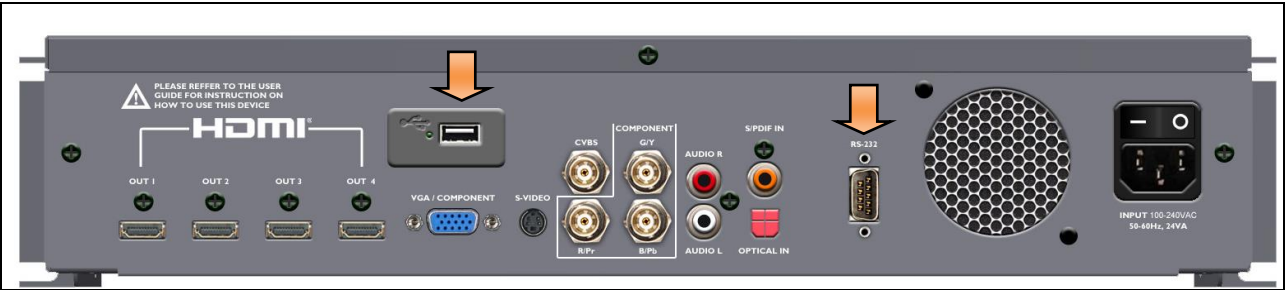 PLEASE REFFER TO THE USER
GUIDE FOR INSTRUCTION ON
HOW TO USE THIS DEVICE
HDMI®
OUT 1
OUT 2
OUT 3
OUT 4
VGA / COMPONENT
S-VIDEO
CVBS
COMPONENT
G/Y
R/Pr
B/Pb
AUDIO R
AUDIO L
S/PDIF IN
OPTICAL IN
RS-232
INPUT 100-240VAC
50-60Hz, 24VA